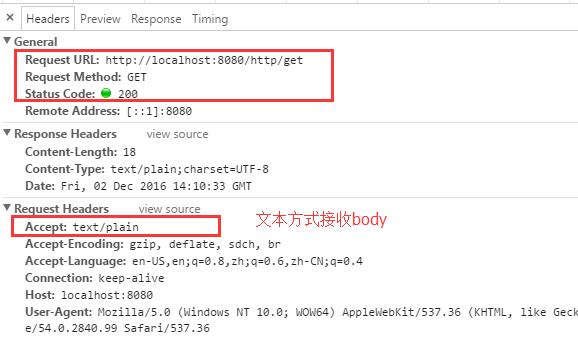 Headers Preview Response Timing
General
Request URL: http://localhost:8080/http/get
Request Method: GET
Status Code: 200
Remote Address: [::1]:8080
Response Headers view source
Content-Length: 18
Content-Type: text/plain;charset=UTF-8
Date: Fri, 02 Dec 2016 14:10:33 GMT
Request Headers view source
Accept: text/plain
文本方式接收body
Accept-Encoding: gzip, deflate, sdch, br
Accept-Language: en-US,en;q=0.8,zh;q=0.6,zh-CN;q=0.4
Connection: keep-alive
Host: localhost:8080
User-Agent: Mozilla/5.0 (Windows NT 10.0; WOW64) AppleWebKit/537.36 (KHTML, like Geck
e/54.0.2840.99 Safari/537.36